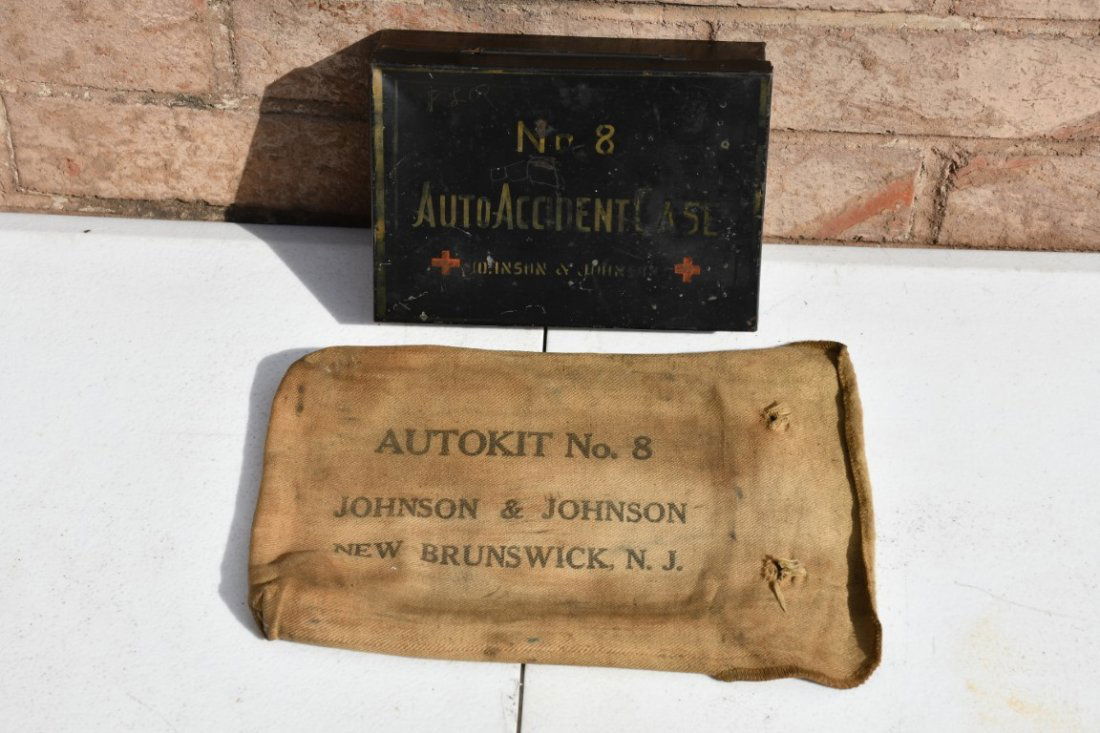 No 8
AUTO ACCIDENT CASE
JOHNSON & JOHNSON
AUTOKIT No. 8
JOHNSON & JOHNSON
NEW BRUNSWICK, N. J.